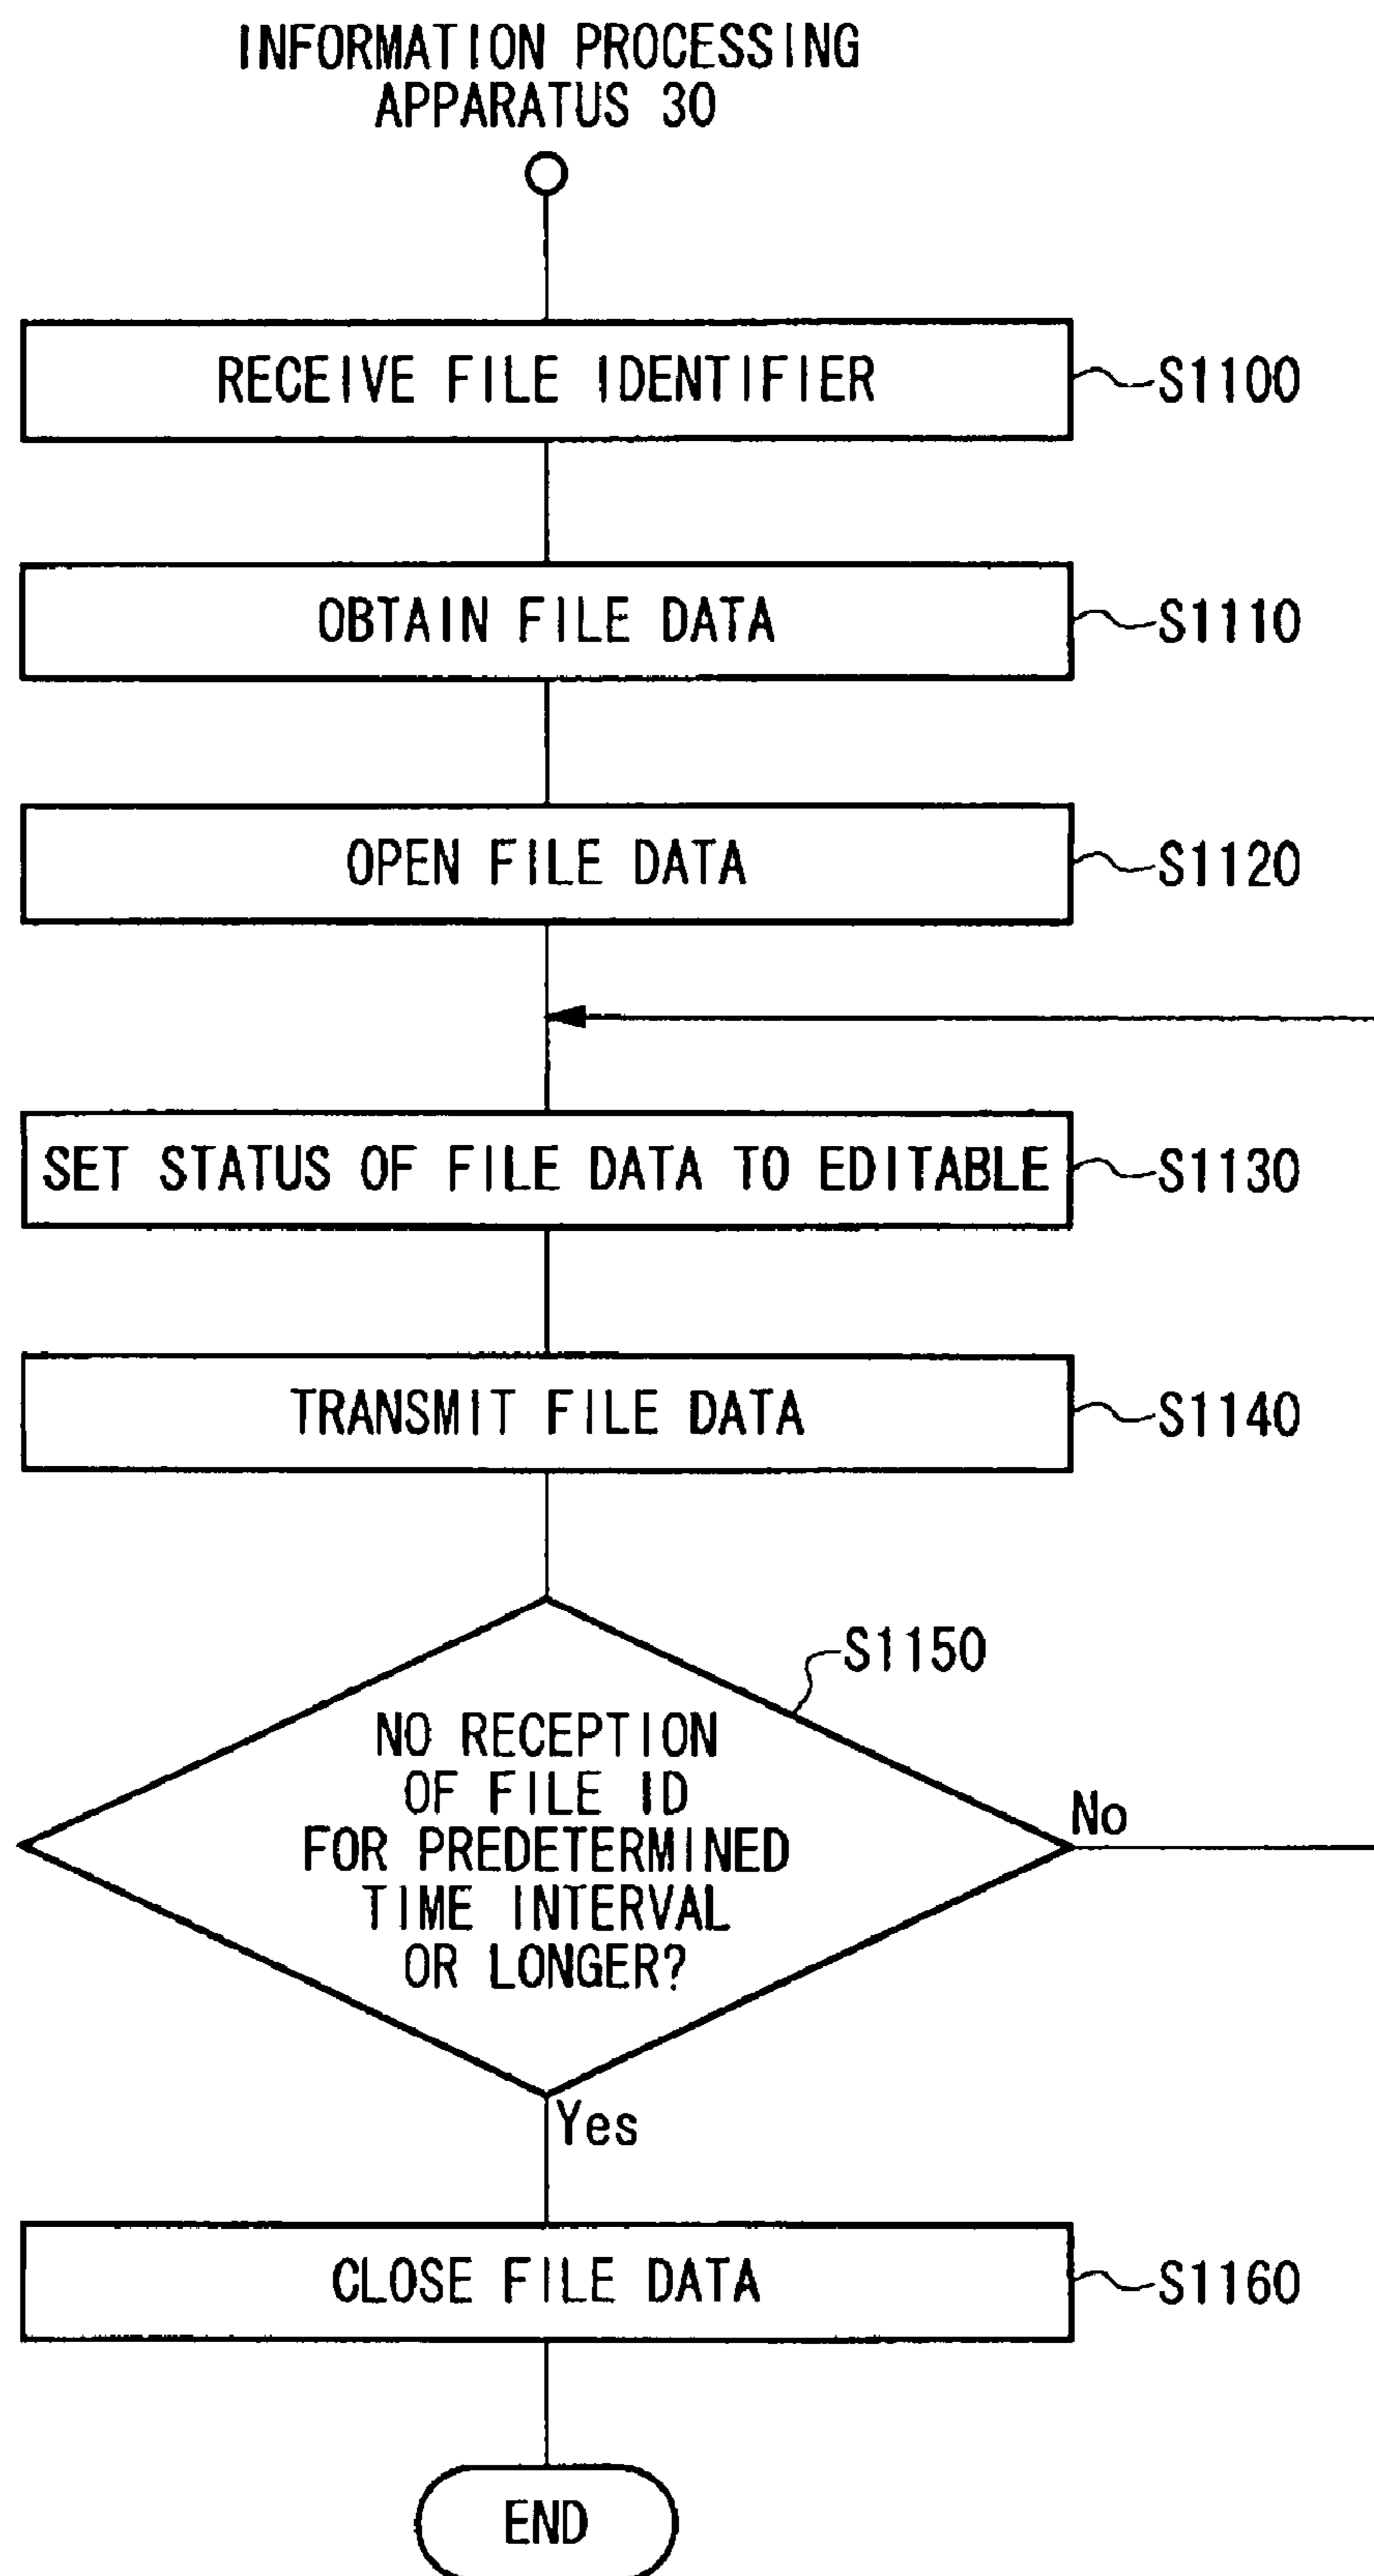 INFORMATION PROCESSING
APPARATUS 30
RECEIVE FILE IDENTIFIER
S1100
OBTAIN FILE DATA
S1110
OPEN FILE DATA
S1120
SET STATUS OF FILE DATA TO EDITABLE
S1130
TRANSMIT FILE DATA
S1140
S1150
NO RECEPTION
OF FILE ID
FOR PREDETERMINED
TIME INTERVAL
OR LONGER?
No
Yes
CLOSE FILE DATA
S1160
END